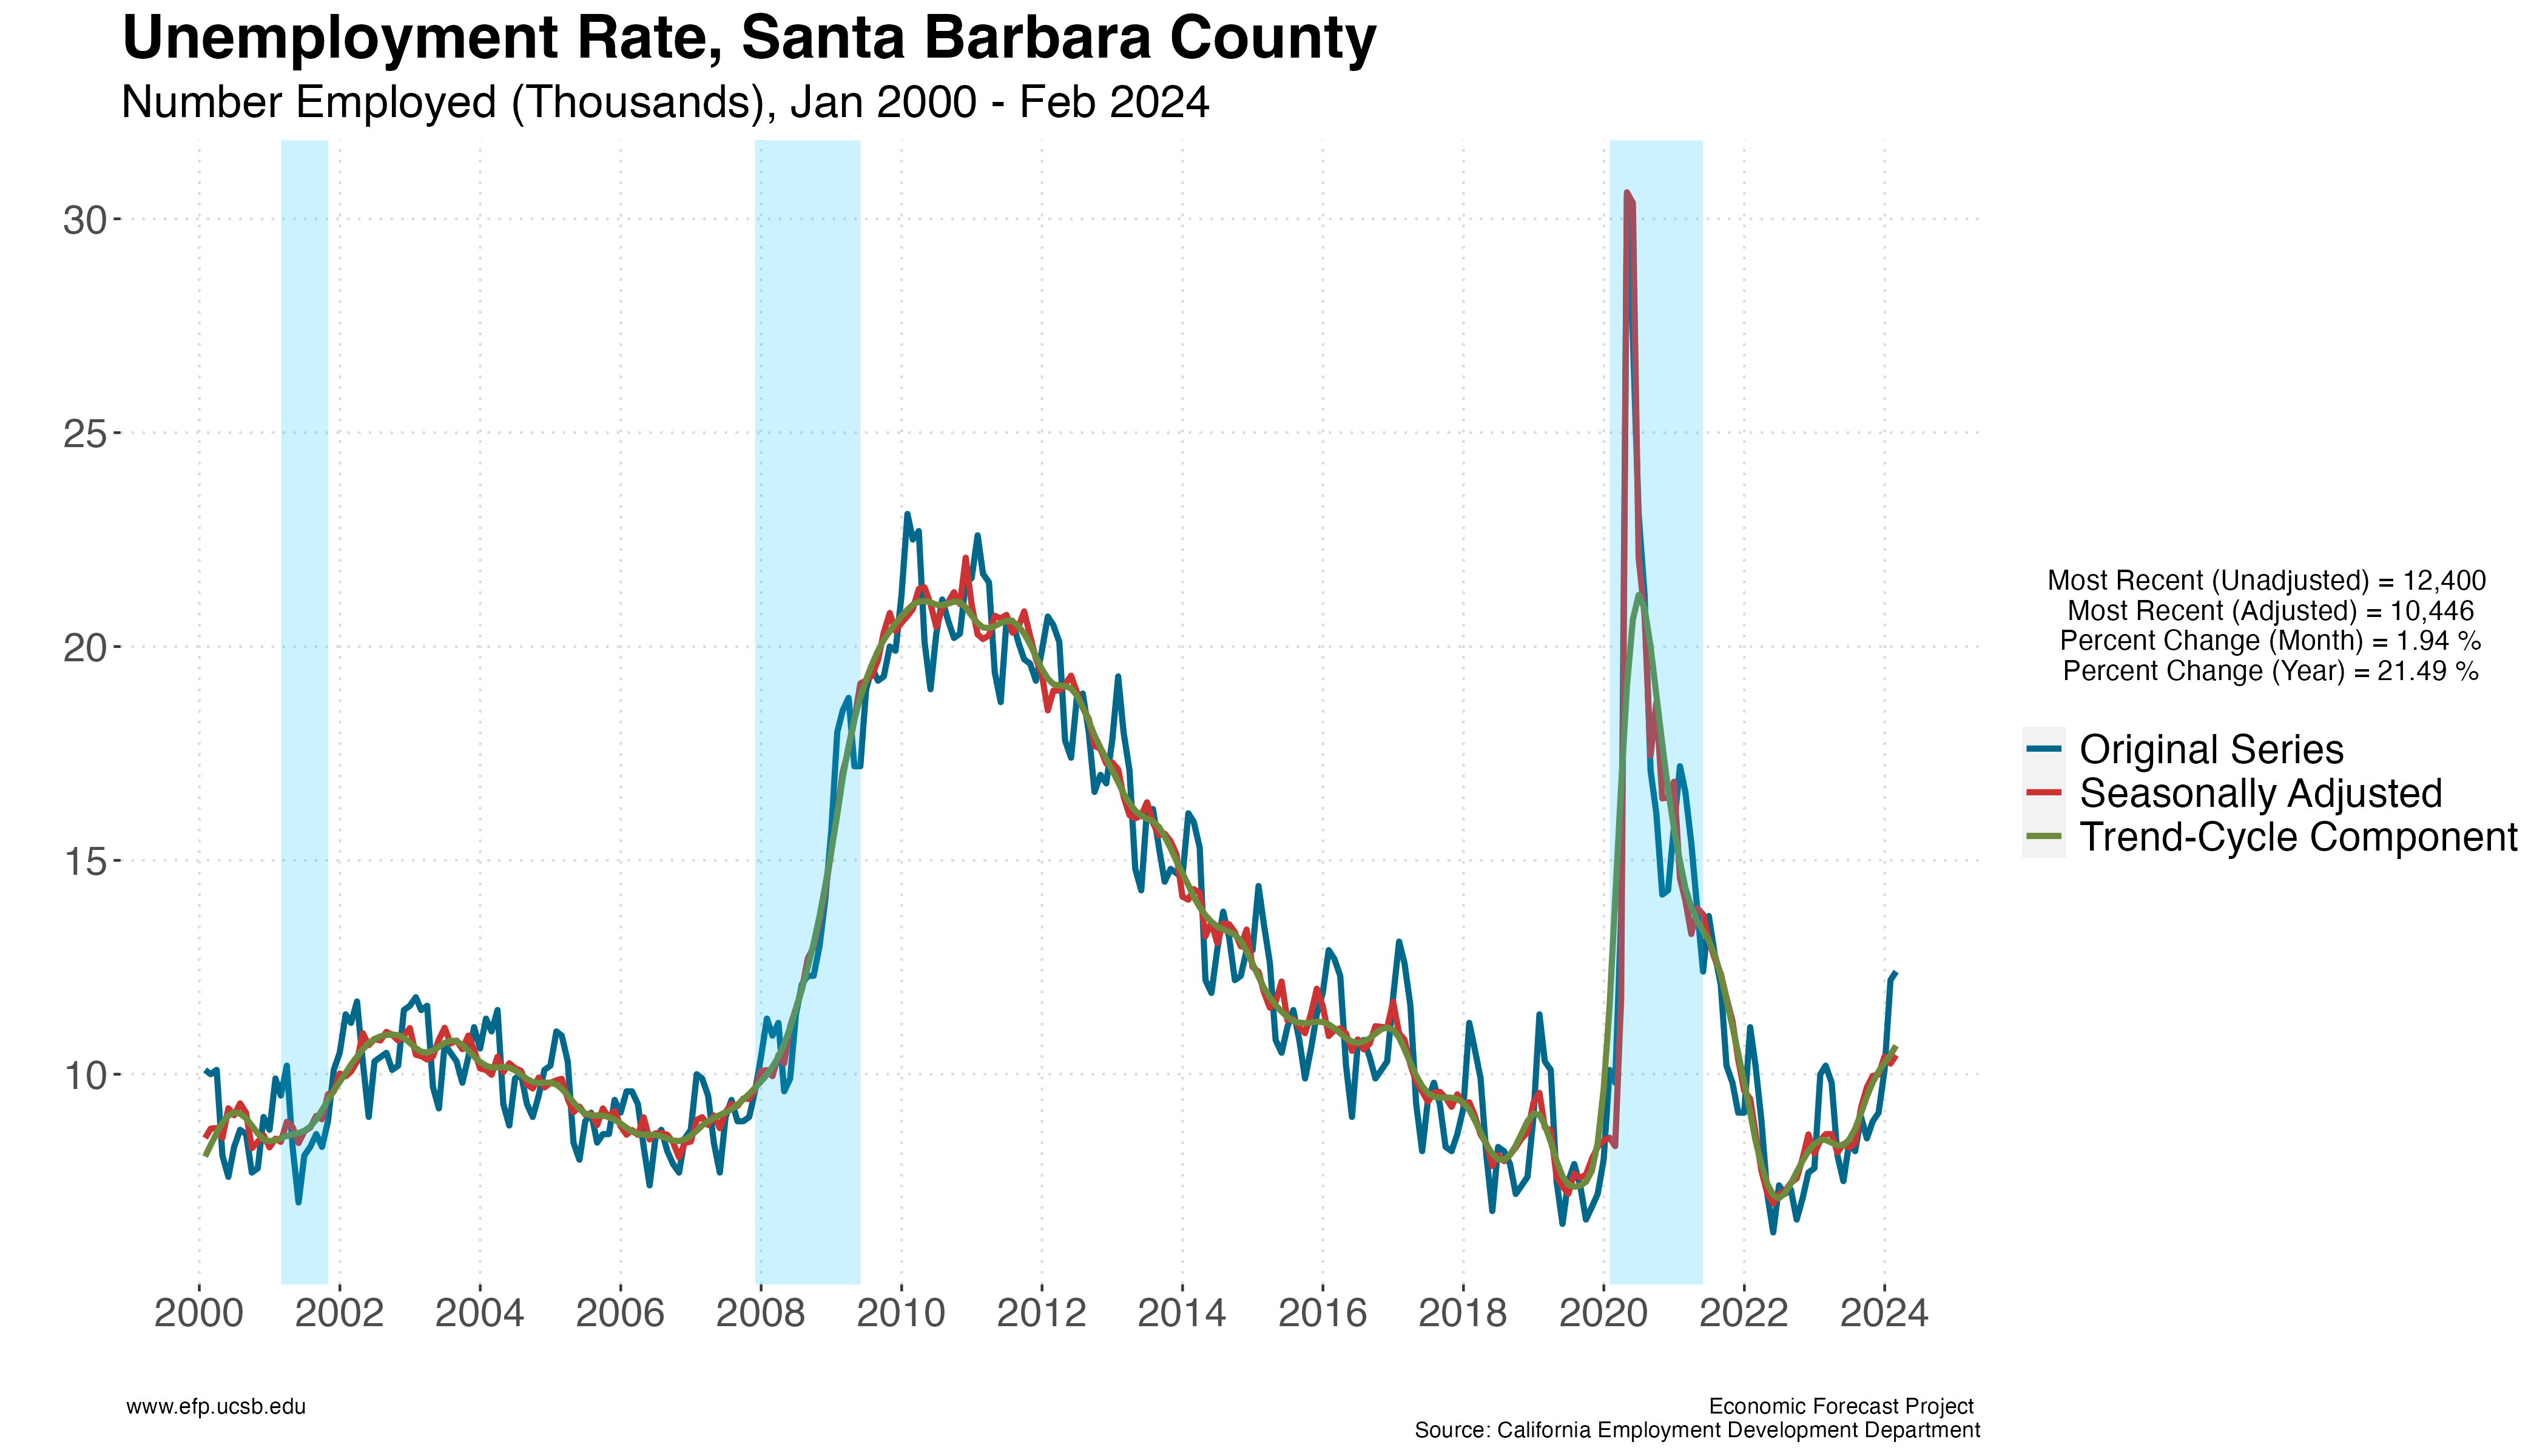 Unemployment Rate, Santa Barbara County
Number Employed (Thousands), Jan 2000 - Feb 2024
30
25
20
15
10
2000 2002 2004 2006 2008 2010 2012 2014 2016 2018 2020 2022 2024
Most Recent (Unadjusted) = 12,400
Most Recent (Adjusted) = 10,446
Percent Change (Month) = 1.94 %
Percent Change (Year) = 21.49 %
Original Series
Seasonally Adjusted
Trend-Cycle Component
www.efp.ucsb.edu
Economic Forecast Project
Source: California Employment Development Department